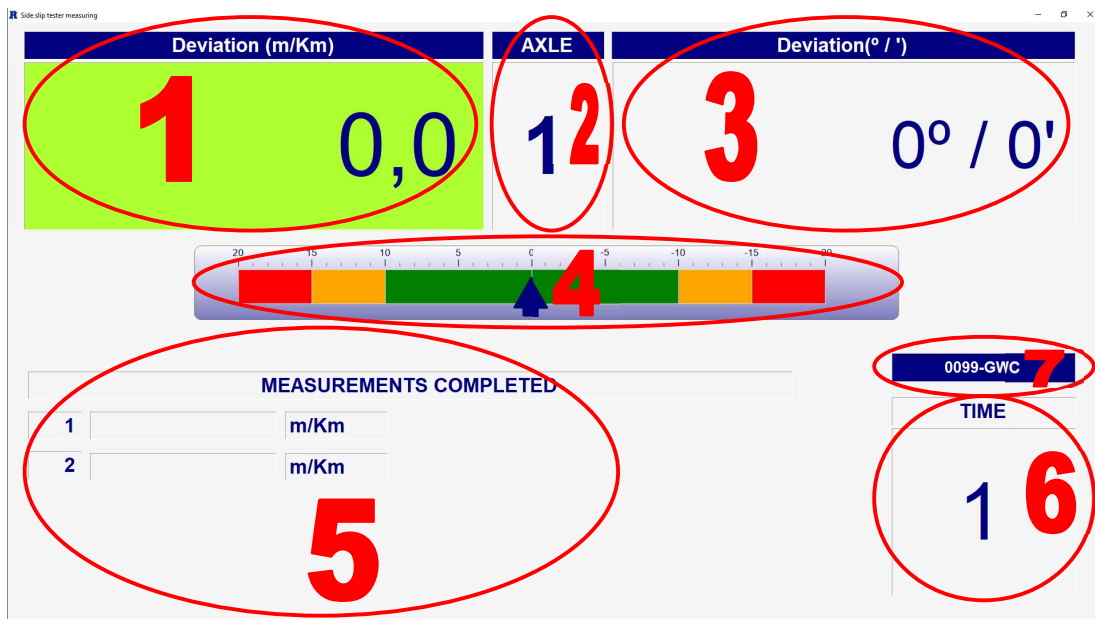 R Side slip tester measuring
Deviation (m/Km) AXLE Deviation(º / ')
1 0,0 1 2 3 0º / 0'
20 15 10 5 0 -5 -10 -15 -20
4
0099-GWC 7
MEASUREMENTS COMPLETED
TIME
1 m/Km
2 m/Km
1 6
5